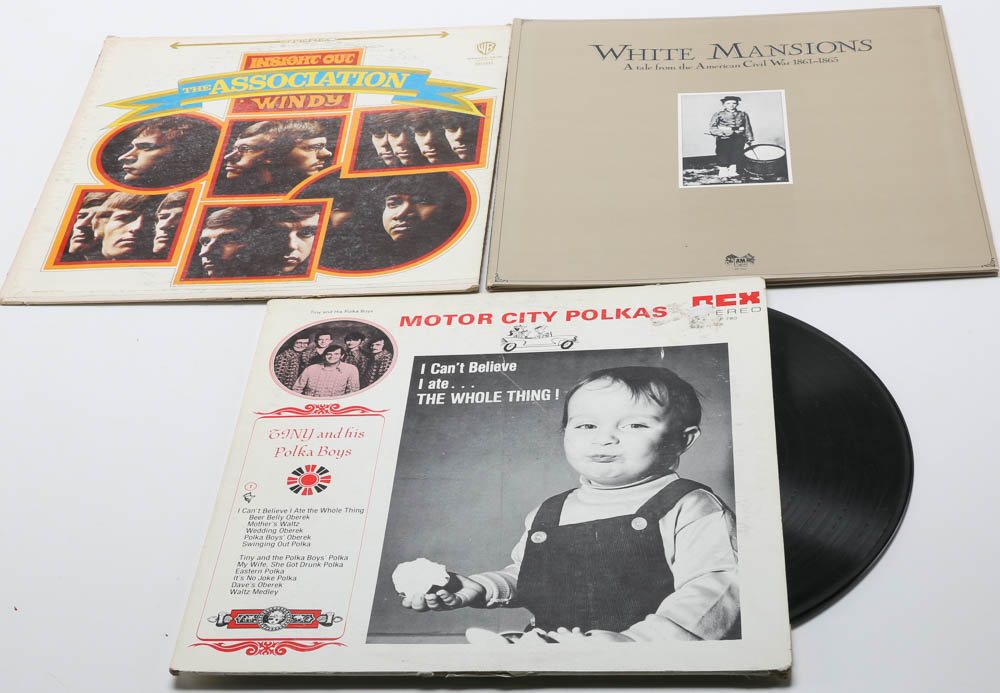 STEREO
INSIGHT OUT
THE ASSOCIATION
WINDY
WB
WHITE MANSIONS
A tale from the American Civil War 1861-1865
AM
Tiny and his Polka Boys
MOTOR CITY POLKAS
REX
I Can't Believe
I ate...
THE WHOLE THING!
TINY and his
Polka Boys
I Can't Believe I Ate the Whole Thing
Beer Belly Oberek
Mother's Waltz
Wedding Oberek
Polka Boys' Oberek
Swinging Out Polka
Tiny and the Polka Boys' Polka
My Wife, She Got Drunk Polka
Eastern Polka
It's No Joke Polka
Dave's Oberek
Waltz Medley